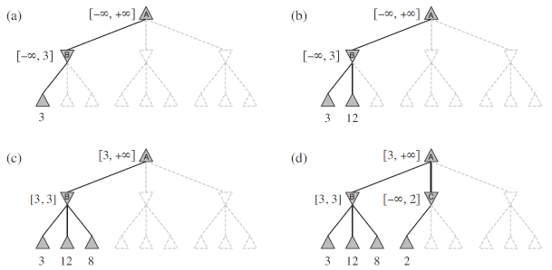 (a) [−∞, +∞] A
[−∞, 3] B
3
(b) [−∞, +∞] A
[−∞, 3] B
3 12
(c) [3, +∞] A
[3, 3] B
3 12 8
(d) [3, +∞] A
[3, 3] B [−∞, 2] C
3 12 8 2